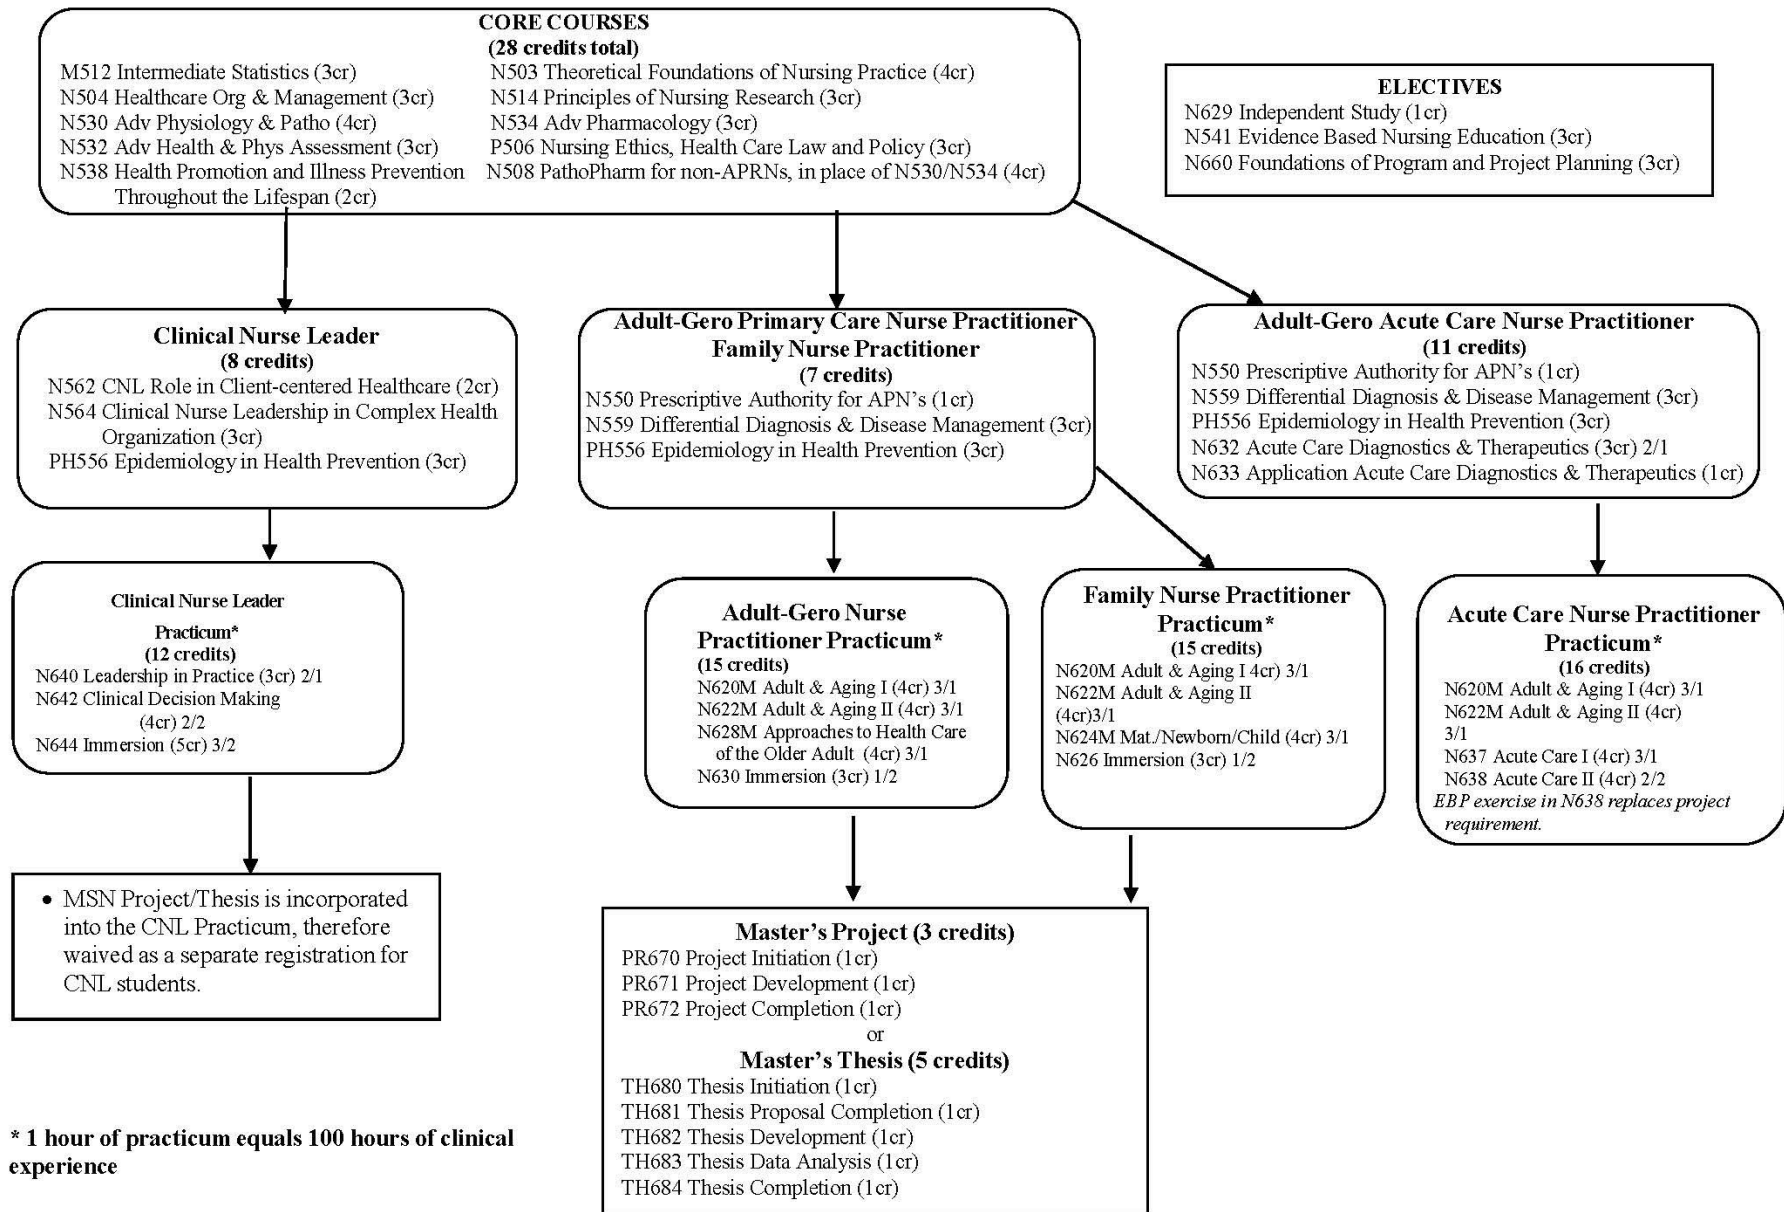 CORE COURSES
(28 credits total)
M512 Intermediate Statistics (3cr)
N504 Healthcare Org & Management (3cr)
N530 Adv Physiology & Patho (4cr)
N532 Adv Health & Phys Assessment (3cr)
N538 Health Promotion and Illness Prevention
Throughout the Lifespan (2cr)
N503 Theoretical Foundations of Nursing Practice (4cr)
N514 Principles of Nursing Research (3cr)
N534 Adv Pharmacology (3cr)
P506 Nursing Ethics, Health Care Law and Policy (3cr)
N508 PathoPharm for non-APRNs, in place of N530/N534 (4cr)
ELECTIVES
N629 Independent Study (1cr)
N541 Evidence Based Nursing Education (3cr)
N660 Foundations of Program and Project Planning (3cr)
Clinical Nurse Leader
(8 credits)
N562 CNL Role in Client-centered Healthcare (2cr)
N564 Clinical Nurse Leadership in Complex Health
Organization (3cr)
PH556 Epidemiology in Health Prevention (3cr)
Adult-Gero Primary Care Nurse Practitioner
Family Nurse Practitioner
(7 credits)
N550 Prescriptive Authority for APN's (1cr)
N559 Differential Diagnosis & Disease Management (3cr)
PH556 Epidemiology in Health Prevention (3cr)
Adult-Gero Acute Care Nurse Practitioner
(11 credits)
N550 Prescriptive Authority for APN's (1cr)
N559 Differential Diagnosis & Disease Management (3cr)
PH556 Epidemiology in Health Prevention (3cr)
N632 Acute Care Diagnostics & Therapeutics (3cr) 2/1
N633 Application Acute Care Diagnostics & Therapeutics (1cr)
Clinical Nurse Leader
Practicum*
(12 credits)
N640 Leadership in Practice (3cr) 2/1
N642 Clinical Decision Making
(4cr) 2/2
N644 Immersion (5cr) 3/2
Adult-Gero Nurse
Practitioner Practicum*
(15 credits)
N620M Adult & Aging I (4cr) 3/1
N622M Adult & Aging II (4cr) 3/1
N628M Approaches to Health Care
of the Older Adult (4cr) 3/1
N630 Immersion (3cr) 1/2
Family Nurse Practitioner
Practicum*
(15 credits)
N620M Adult & Aging I 4cr) 3/1
N622M Adult & Aging II
(4cr)3/1
N624M Mat./Newborn/Child (4cr) 3/1
N626 Immersion (3cr) 1/2
Acute Care Nurse Practitioner
Practicum*
(16 credits)
N620M Adult & Aging I (4cr) 3/1
N622M Adult & Aging II (4cr)
3/1
N637 Acute Care I (4cr) 3/1
N638 Acute Care II (4cr) 2/2
EBP exercise in N638 replaces project
requirement.
• MSN Project/Thesis is incorporated
into the CNL Practicum, therefore
waived as a separate registration for
CNL students.
Master's Project (3 credits)
PR670 Project Initiation (1cr)
PR671 Project Development (1cr)
PR672 Project Completion (1cr)
or
Master's Thesis (5 credits)
TH680 Thesis Initiation (1cr)
TH681 Thesis Proposal Completion (1cr)
TH682 Thesis Development (1cr)
TH683 Thesis Data Analysis (1cr)
TH684 Thesis Completion (1cr)
* 1 hour of practicum equals 100 hours of clinical
experience